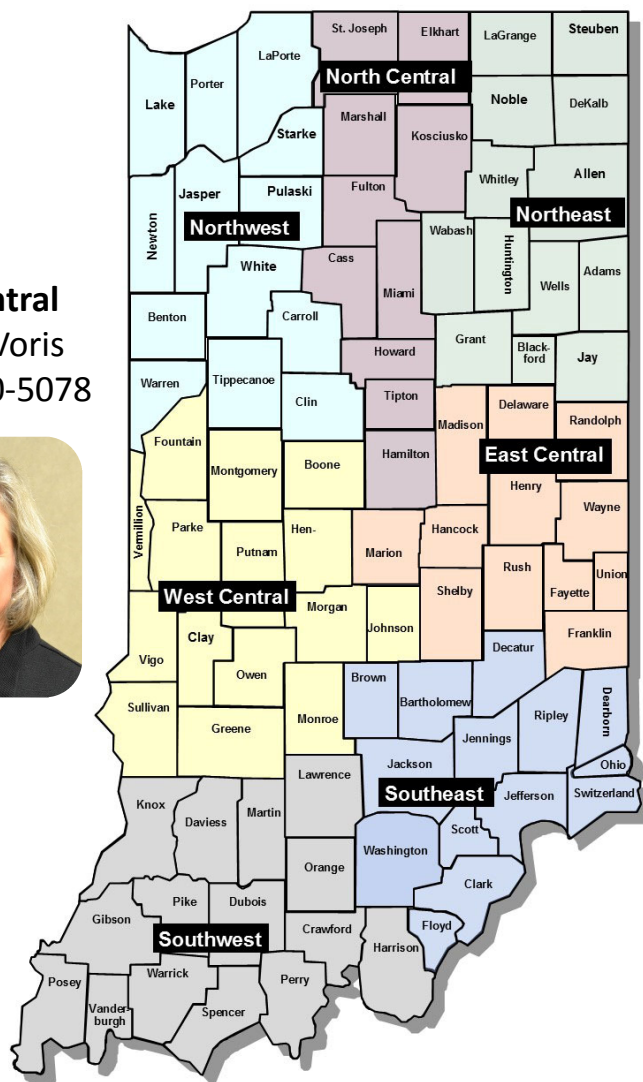 St. Joseph
Elkhart
LaGrange
Steuben
LaPorte
Porter
Lake
North Central
Noble
DeKalb
Marshall
Kosciusko
Starke
Whitley
Allen
Jasper
Pulaski
Fulton
Newton
Northwest
Northeast
Wabash
Huntington
White
Cass
Miami
Wells
Adams
ntral
Benton
Carroll
Voris
Howard
Grant
Black-
ford
Jay
0-5078
Warren
Tippecanoe
Clin
Tipton
Madison
Delaware
Randolph
Fountain
Montgomery
Boone
Hamilton
East Central
Henry
Wayne
Vermillion
Parke
Putnam
Hen-
Marion
Hancock
Rush
Fayette
Union
West Central
Morgan
Johnson
Shelby
Franklin
Vigo
Clay
Owen
Decatur
Brown
Bartholomew
Dearborn
Sullivan
Greene
Monroe
Jennings
Ripley
Ohio
Lawrence
Jackson
Southeast
Jefferson
Switzerland
Knox
Daviess
Martin
Scott
Washington
Orange
Clark
Pike
Dubois
Gibson
Southwest
Crawford
Floyd
Harrison
Posey
Warrick
Perry
Vander-
burgh
Spencer